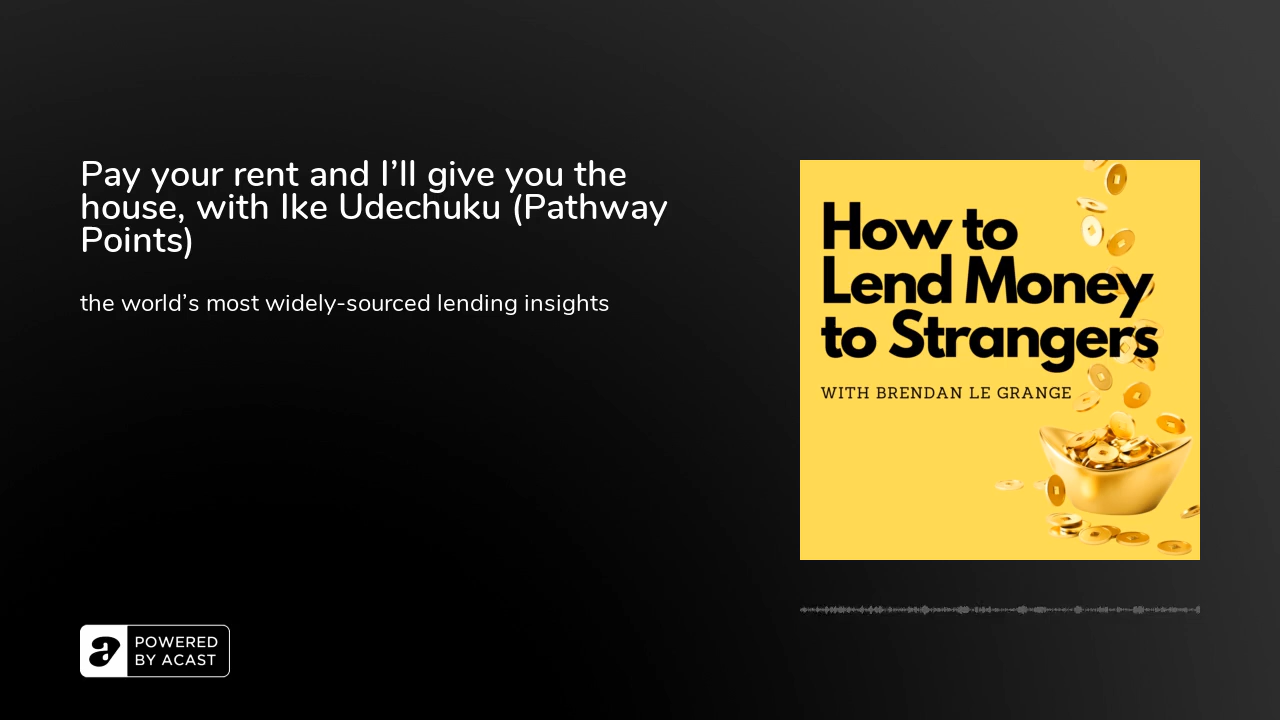 Pay your rent and I’ll give you the
house, with Ike Udechuku (Pathway
Points)
the world’s most widely-sourced lending insights
How to
Lend Money
to Strangers
WITH BRENDAN LE GRANGE
POWERED
BY ACAST